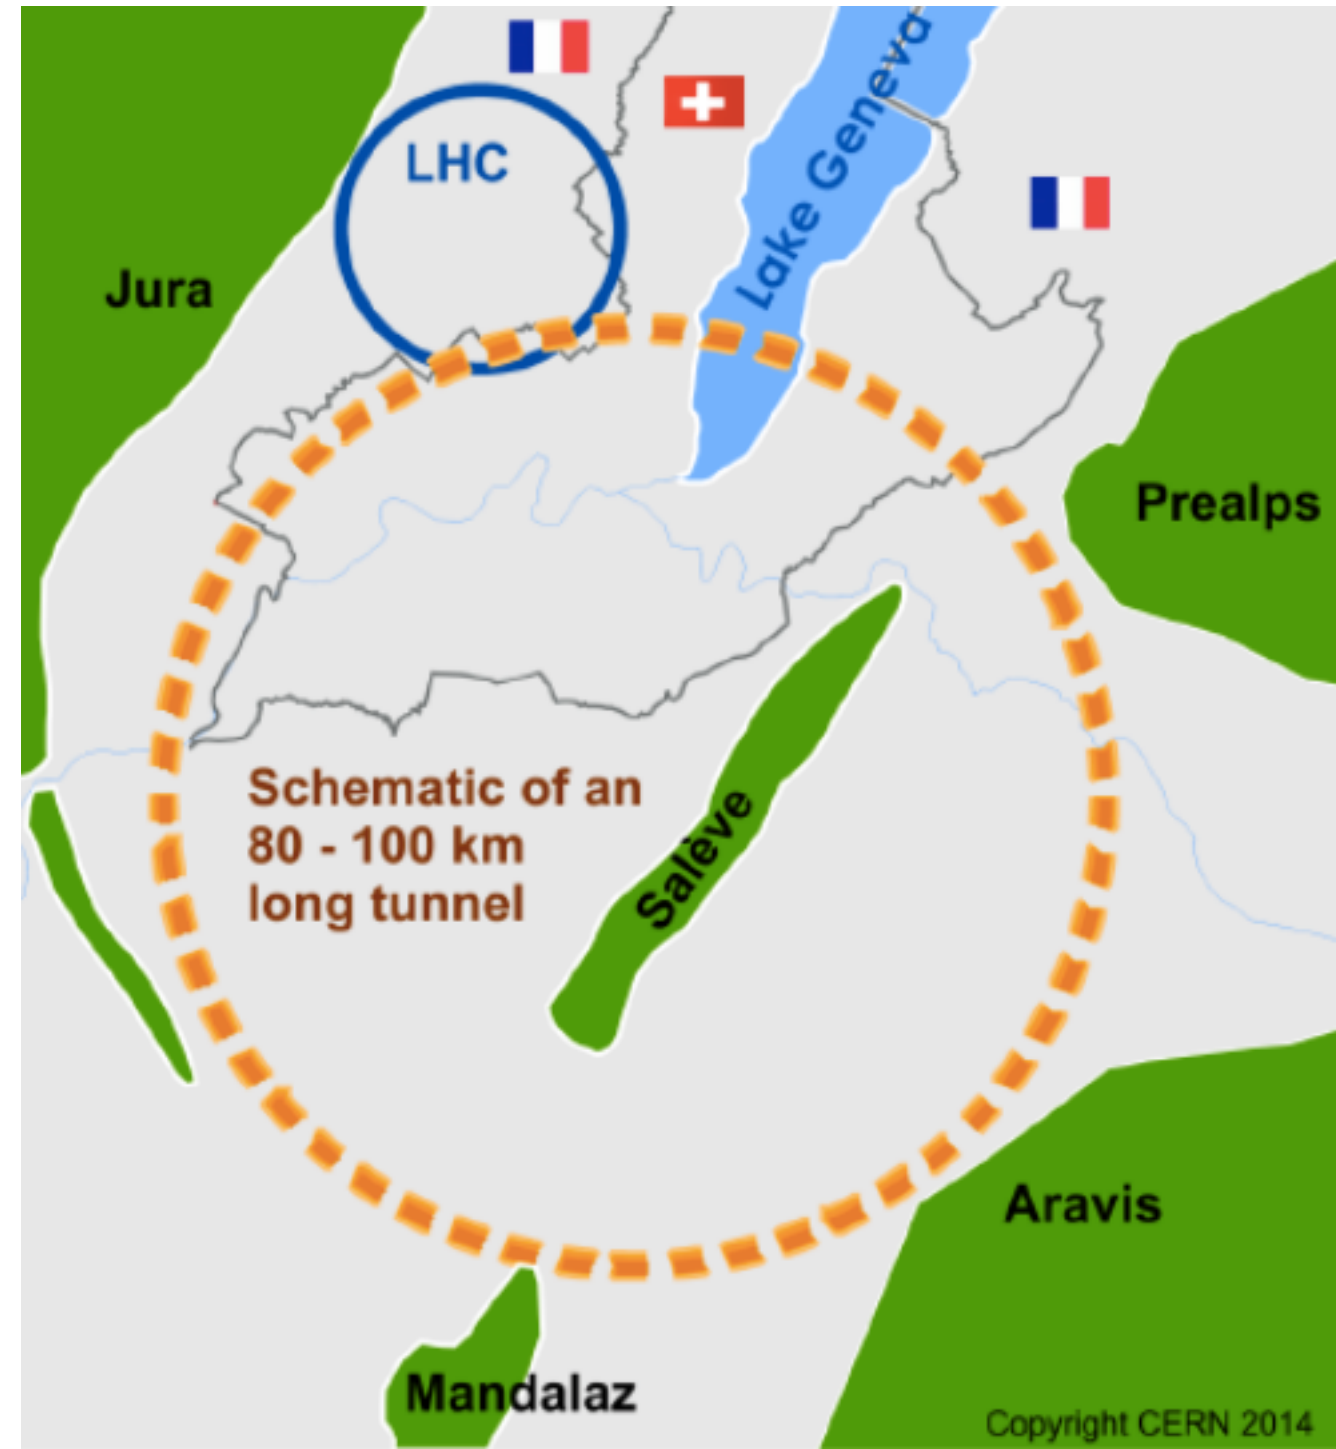 LHC
Lake Geneva
Jura
Prealps
Schematic of an
80 - 100 km
long tunnel
Salève
Aravis
Mandalaz
Copyright CERN 2014